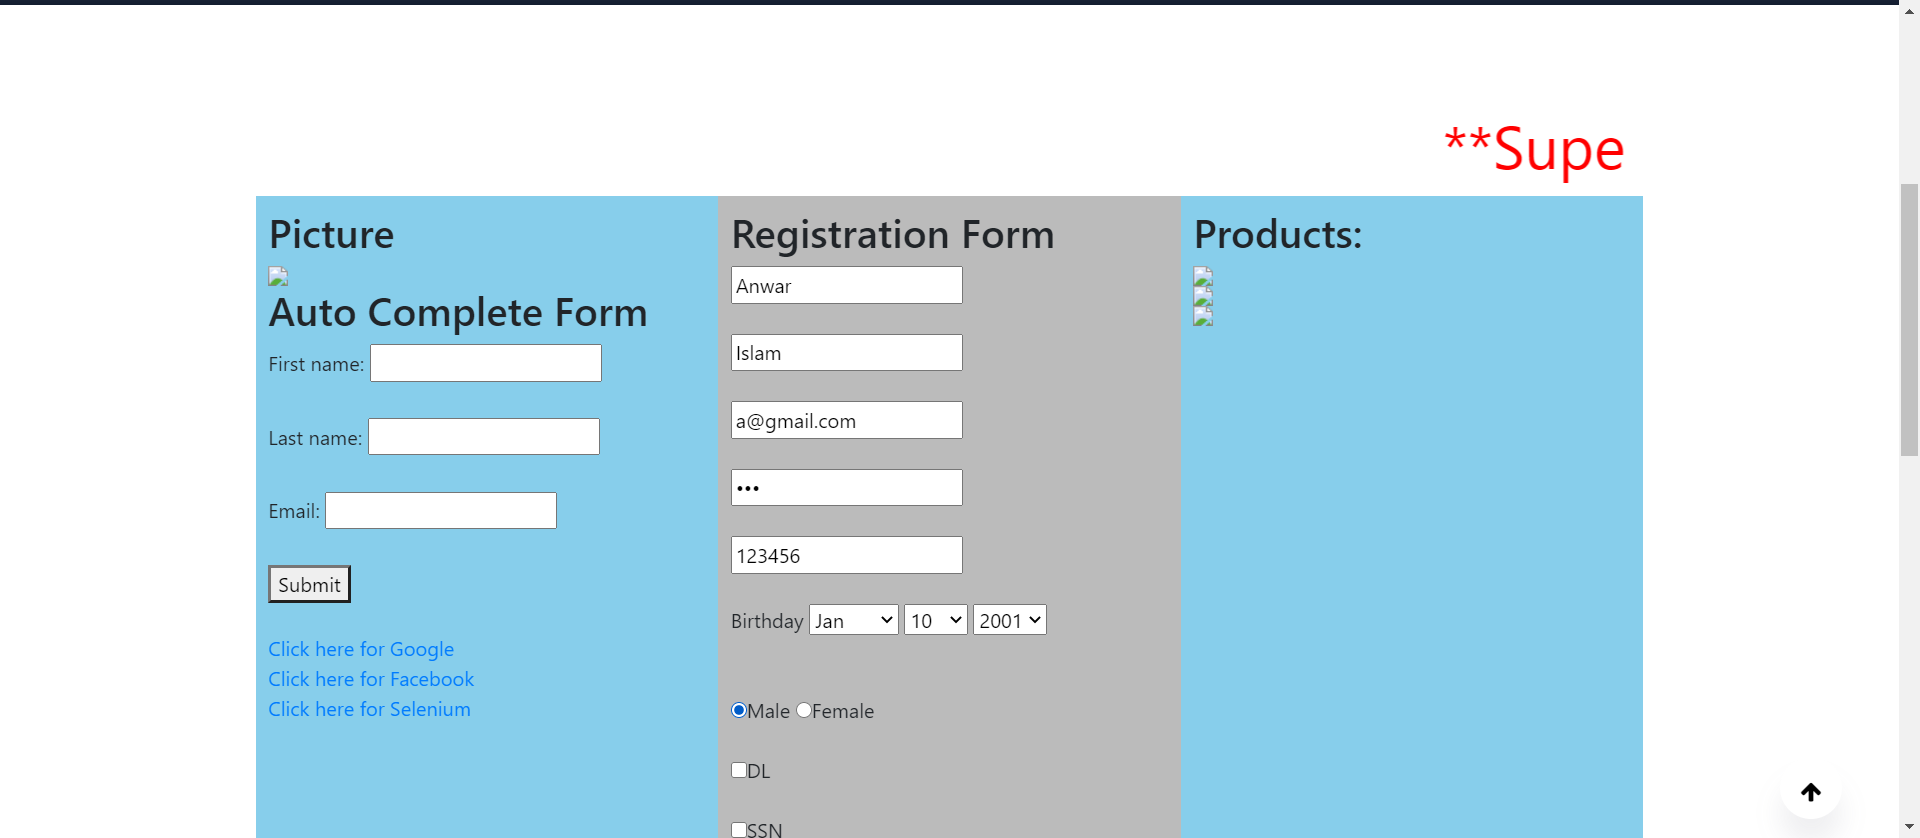 **Supe
Picture
Auto Complete Form
First name:
Last name:
Email:
Submit
Click here for Google
Click here for Facebook
Click here for Selenium
Registration Form
Anwar
Islam
a@gmail.com
•••
123456
Birthday Jan 10 2001
Male Female
DL
SSN
Products: